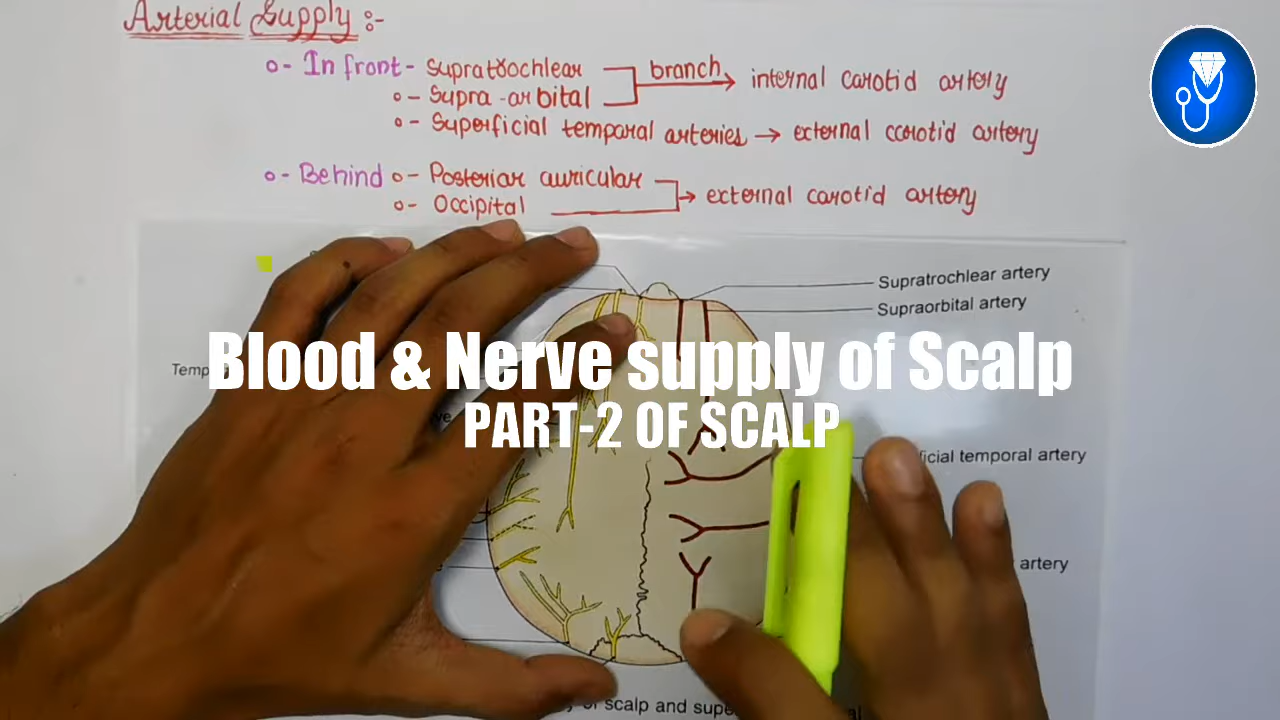 Arterial Supply :-
o- In front - Supratrochlear
o- Supra-orbital
branch
internal carotid artery
o- Superficial temporal arteries → external carotid artery
o- Behind o- Posterior auricular
o- Occipital
→ external carotid artery
Supratrochlear artery
Supraorbital artery
Blood & Nerve supply of Scalp
PART-2 OF SCALP
ficial temporal artery
artery
of scalp and